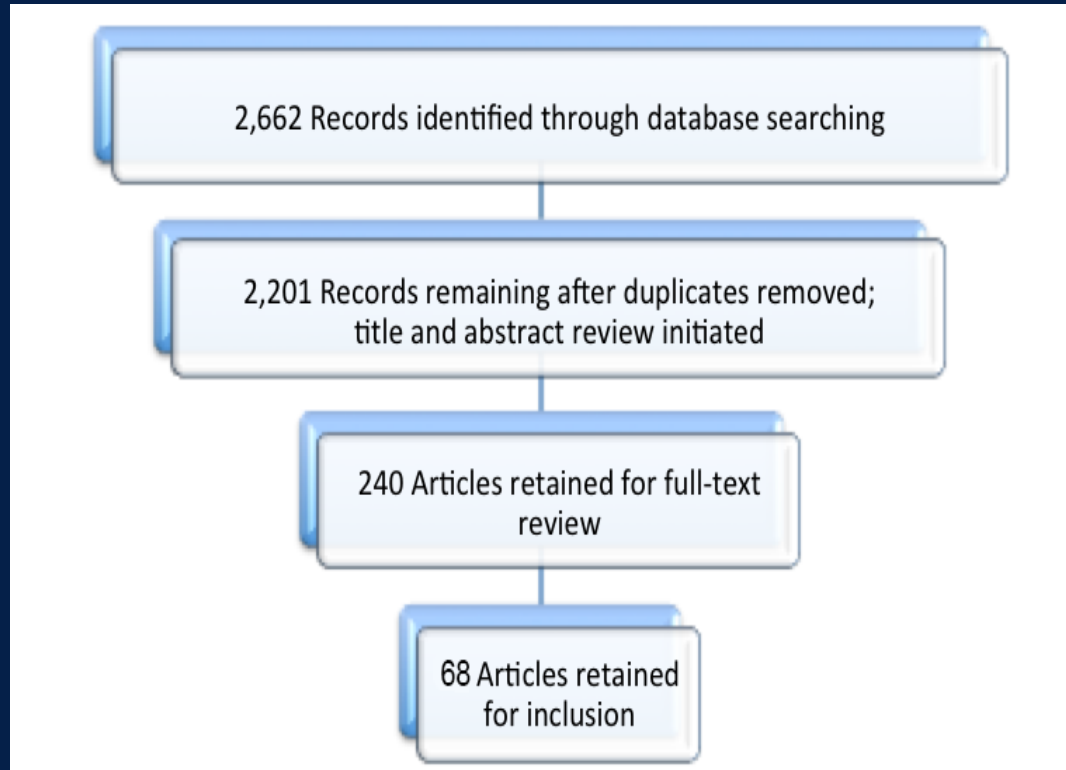 2,662 Records identified through database searching
2,201 Records remaining after duplicates removed;
title and abstract review initiated
240 Articles retained for full-text
review
68 Articles retained
for inclusion